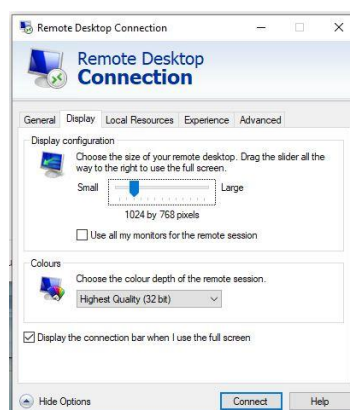 Remote Desktop Connection
Remote Desktop
Connection
General Display Local Resources Experience Advanced
Display configuration
Choose the size of your remote desktop. Drag the slider all the
way to the right to use the full screen.
Small Large
1024 by 768 pixels
Use all my monitors for the remote session
Colours
Choose the colour depth of the remote session.
Highest Quality (32 bit)
Display the connection bar when I use the full screen
Hide Options Connect Help